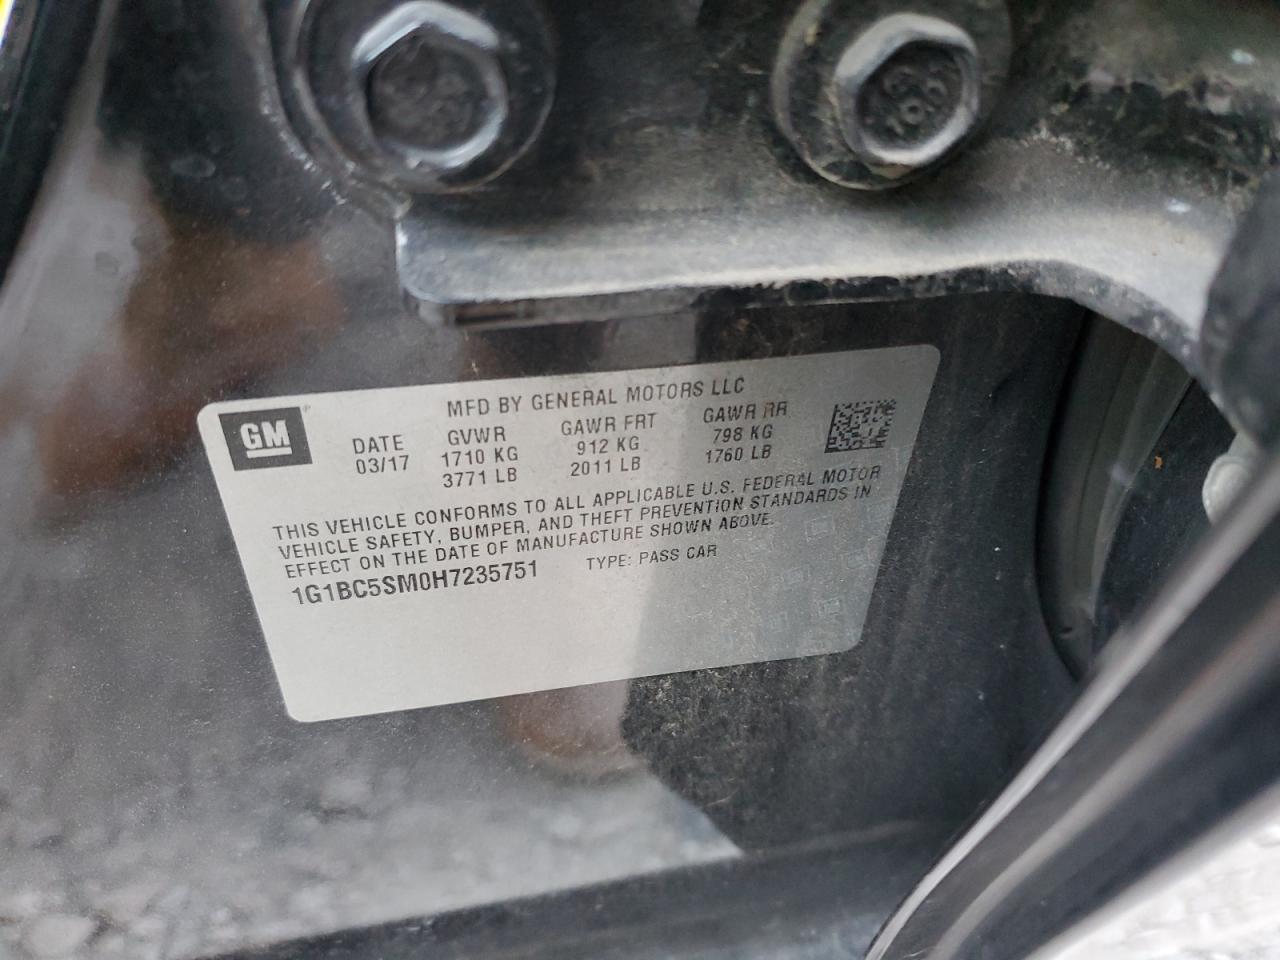 MFD BY GENERAL MOTORS LLC
GM
DATE GVWR GAWR FRT GAWR RR
03/17 1710 KG 912 KG 798 KG
3771 LB 2011 LB 1760 LB
THIS VEHICLE CONFORMS TO ALL APPLICABLE U.S. FEDERAL MOTOR
VEHICLE SAFETY, BUMPER, AND THEFT PREVENTION STANDARDS IN
EFFECT ON THE DATE OF MANUFACTURE SHOWN ABOVE.
1G1BC5SM0H7235751 TYPE: PASS CAR